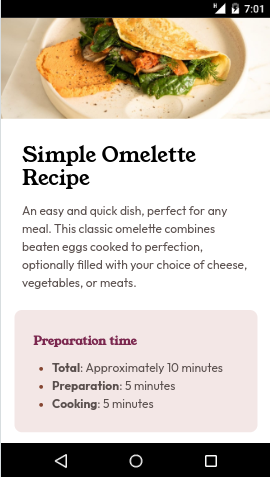 H 7:01
Simple Omelette
Recipe
An easy and quick dish, perfect for any
meal. This classic omelette combines
beaten eggs cooked to perfection,
optionally filled with your choice of cheese,
vegetables, or meats.
Preparation time
• Total: Approximately 10 minutes
• Preparation: 5 minutes
• Cooking: 5 minutes